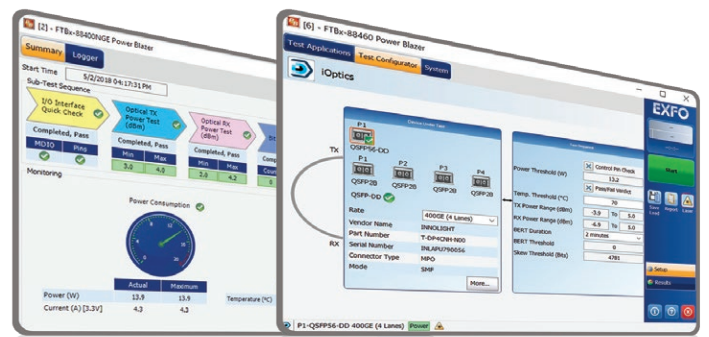 [2] - FTBx-88400NGE Power Blazer
Summary
Logger
Start Time
5/2/2018 04:17:31 PM
Sub-Test Sequence
I/O Interface
Quick Check
Optical TX
Power Test
(dBm)
Optical RX
Power Test
(dBm)
Completed, Pass
Completed, Pass
Completed, Pass
MDIO
Pins
Min
Max
Min
Max
3.0
4.0
2.0
4.2
0
Monitoring
Power Consumption
Actual
Maximum
Power (W)
13.9
13.9
Temperature (°C)
Current (A) [3.3V]
4.3
4.3
[6] - FTBx-88460 Power Blazer
Test Applications
Test Configurator
System
iOptics
EXFO
TX
RX
P1
QSFP56-DD
P1
P2
P3
P4
QSFP28
QSFP28
QSFP28
QSFP28
QSFP-DD
Rate
400GE (4 Lanes)
Vendor Name
INNOLIGHT
Part Number
T-DP4CNH-N00
Serial Number
INLAPU790056
Connector Type
MPO
Mode
SMF
More...
Control Pin Check
Power Threshold (W)
13.2
Pass/Fail Verdict
Temp. Threshold (°C)
70
TX Power Range (dBm)
-3.9
To
5.0
RX Power Range (dBm)
-6.9
To
5.0
BERT Duration
2 minutes
BERT Threshold
0
Skew Threshold (Bits)
4781
Start
Save
Load
Report
Laser
Setup
Results
P1-QSFP56-DD 400GE (4 Lanes)
Power